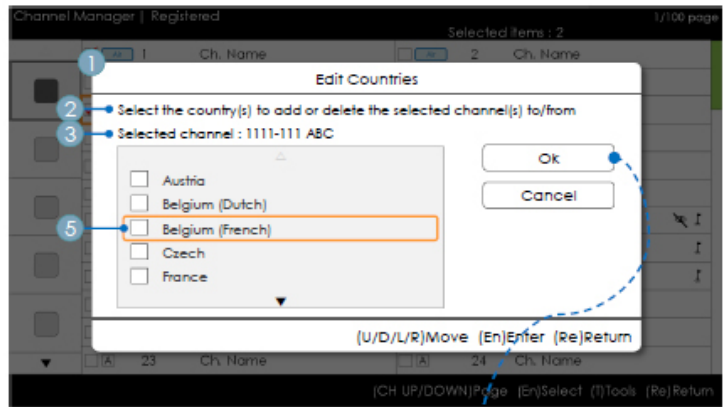 Channel Manager | Registered
1/100 page
Selected items : 2
1 Ch. Name
2 Ch. Name
1
Edit Countries
2 Select the country(s) to add or delete the selected channel(s) to/from
3 Selected channel : 1111-111 ABC
Ok
Austria
Cancel
Belgium (Dutch)
5 Belgium (French)
Czech
France
(U/D/L/R)Move (En)Enter (Re)Return
A 23 Ch. Name
A 24 Ch. Name
(CH UP/DOWN)Page (En)Select (T)Tools (Re)Return